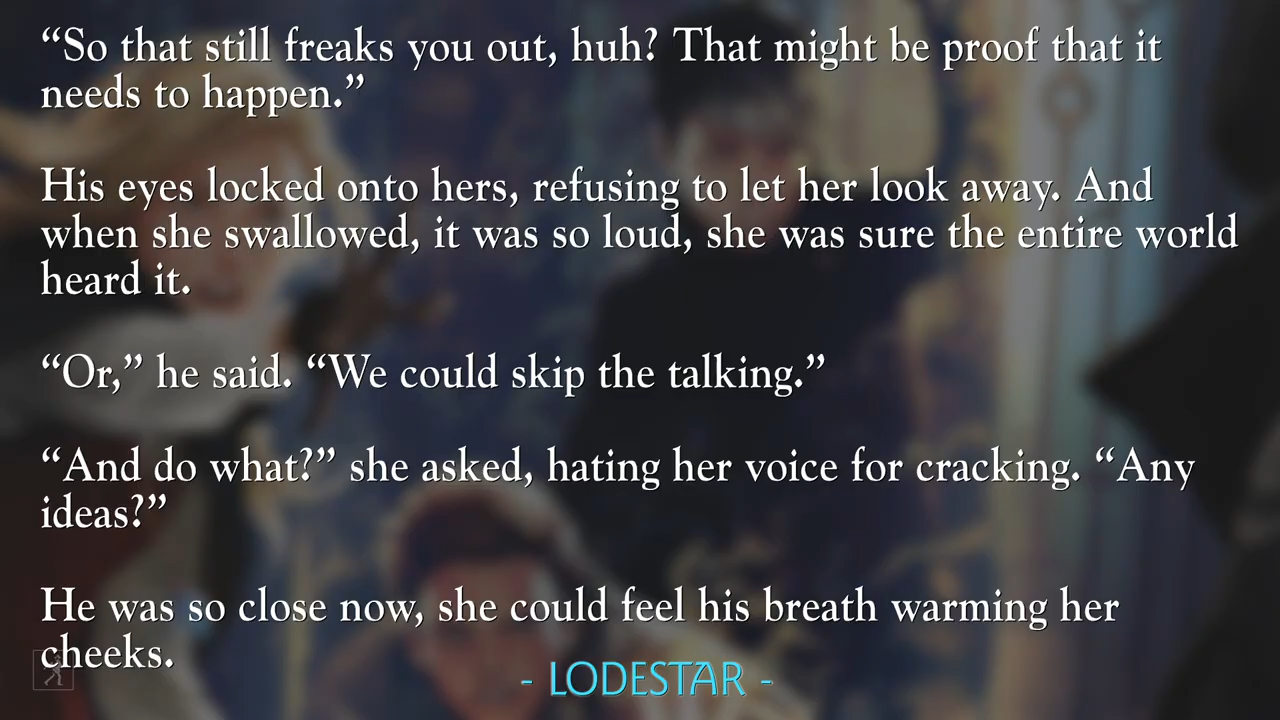 “So that still freaks you out, huh? That might be proof that it
needs to happen.”
His eyes locked onto hers, refusing to let her look away. And
when she swallowed, it was so loud, she was sure the entire world
heard it.
“Or,” he said. “We could skip the talking.”
“And do what?” she asked, hating her voice for cracking. “Any
ideas?”
He was so close now, she could feel his breath warming her
cheeks.
- LODESTAR -